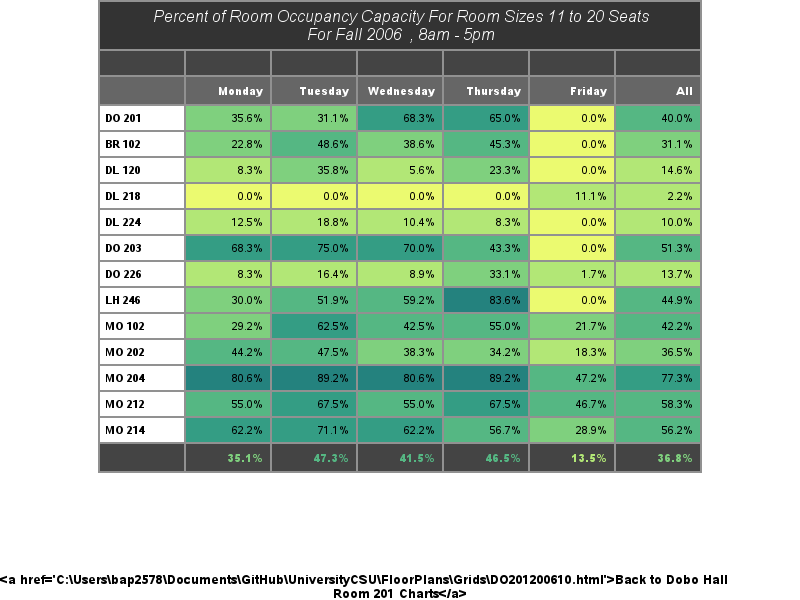 Percent of Room Occupancy Capacity For Room Sizes 11 to 20 Seats
For Fall 2006 , 8am - 5pm
Monday Tuesday Wednesday Thursday Friday All
DO 201 35.6% 31.1% 68.3% 65.0% 0.0% 40.0%
BR 102 22.8% 48.6% 38.6% 45.3% 0.0% 31.1%
DL 120 8.3% 35.8% 5.6% 23.3% 0.0% 14.6%
DL 218 0.0% 0.0% 0.0% 0.0% 11.1% 2.2%
DL 224 12.5% 18.8% 10.4% 8.3% 0.0% 10.0%
DO 203 68.3% 75.0% 70.0% 43.3% 0.0% 51.3%
DO 226 8.3% 16.4% 8.9% 33.1% 1.7% 13.7%
LH 246 30.0% 51.9% 59.2% 83.6% 0.0% 44.9%
MO 102 29.2% 62.5% 42.5% 55.0% 21.7% 42.2%
MO 202 44.2% 47.5% 38.3% 34.2% 18.3% 36.5%
MO 204 80.6% 89.2% 80.6% 89.2% 47.2% 77.3%
MO 212 55.0% 67.5% 55.0% 67.5% 46.7% 58.3%
MO 214 62.2% 71.1% 62.2% 56.7% 28.9% 56.2%
35.1% 47.3% 41.5% 46.5% 13.5% 36.8%
<a href='C:\Users\bap2578\Documents\GitHub\UniversityCSU\FloorPlans\Grids\DO201200610.html'>Back to Dobo Hall
Room 201 Charts</a>